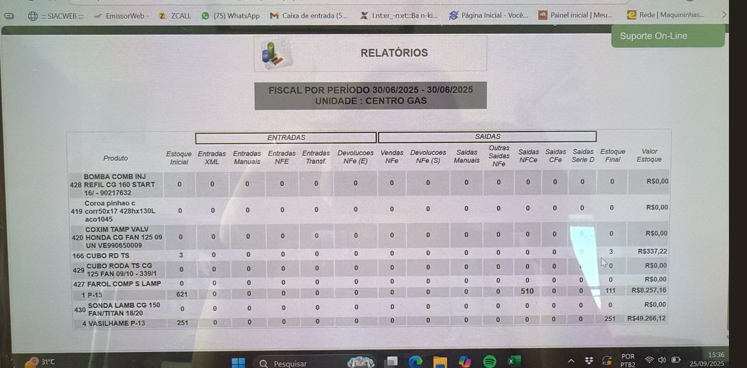 :: SIACWEB ::
EmissorWeb -
ZCALL
(75) WhatsApp
Caixa de entrada (5...
Página Inicial - Você...
Painel inicial | Meu...
Rede | Maquininhas...
Suporte On-Line
RELATÓRIOS
FISCAL POR PERÍODO 30/06/2025 - 30/06/2025
UNIDADE : CENTRO GAS
ENTRADAS SAIDAS
Produto Estoque Inicial Entradas XML Entradas Manuais Entradas NFE Entradas Transf. Devolucoes NFe (E) Vendas NFe Devolucoes NFe (S) Saidas Manuais Outras Saidas NFe Saidas NFCe Saidas CFe Saidas Serie D Estoque Final Valor Estoque
BOMBA COMB INJ
428 REFIL CG 160 START 0 0 0 0 0 0 0 0 0 0 0 0 0 0 R$0,00
16/ - 90217632
Coroa pinhao c
419 corr50x17 428hx130L 0 0 0 0 0 0 0 0 0 0 0 0 0 0 R$0,00
aco1045
COXIM TAMP VALV
420 HONDA CG FAN 125 09 0 0 0 0 0 0 0 0 0 0 0 0 0 0 R$0,00
UN VE990650009
166 CUBO RD TS 3 0 0 0 0 0 0 0 0 0 0 0 0 3 R$337,22
429 CUBO RODA TS CG 0 0 0 0 0 0 0 0 0 0 0 0 0 0 R$0,00
125 FAN 09/10 - 339/1
427 FAROL COMP S LAMP 0 0 0 0 0 0 0 0 0 0 0 0 0 0 R$0,00
1 P-13 621 0 0 0 0 0 0 0 0 0 510 0 0 111 R$8.257,16
430 SONDA LAMB CG 150 0 0 0 0 0 0 0 0 0 0 0 0 0 0 R$0,00
FAN/TITAN 18/20
4 VASILHAME P-13 251 0 0 0 0 0 0 0 0 0 0 0 0 251 R$49.266,12
31°C
Pesquisar
POR
PTB2
15:36
25/09/2025